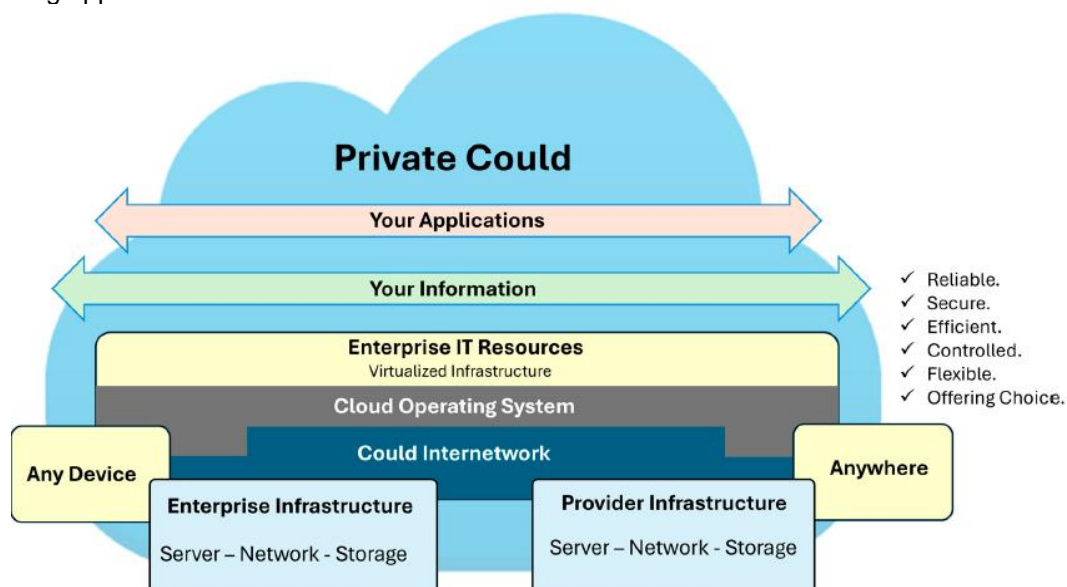 Private Could
Your Applications
Your Information
Reliable.
Secure.
Efficient.
Controlled.
Flexible.
Offering Choice.
Enterprise IT Resources
Virtualized Infrastructure
Cloud Operating System
Could Internetwork
Any Device
Anywhere
Enterprise Infrastructure
Server – Network - Storage
Provider Infrastructure
Server – Network - Storage